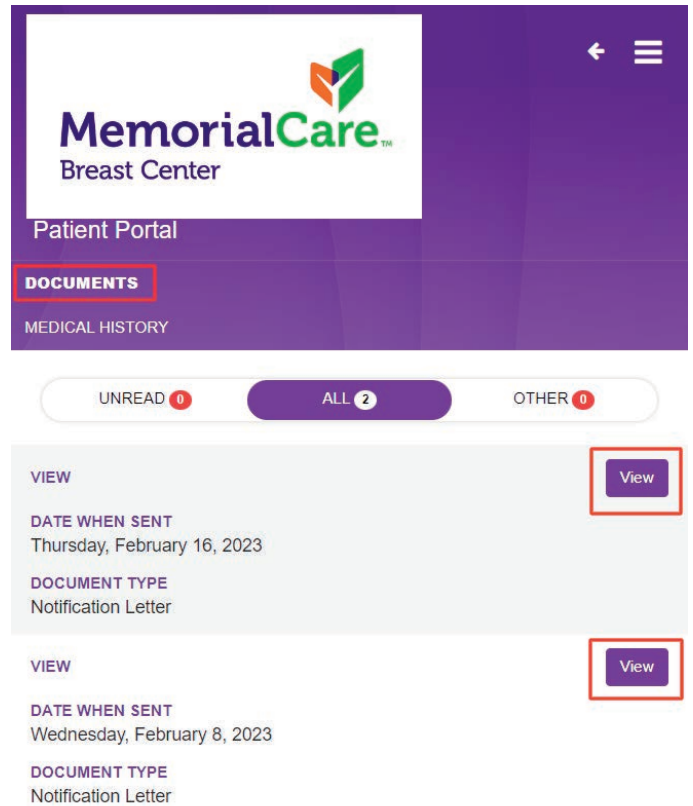 MemorialCare™
Breast Center
Patient Portal
DOCUMENTS
MEDICAL HISTORY
UNREAD 0 ALL 2 OTHER 0
VIEW View
DATE WHEN SENT
Thursday, February 16, 2023
DOCUMENT TYPE
Notification Letter
VIEW View
DATE WHEN SENT
Wednesday, February 8, 2023
DOCUMENT TYPE
Notification Letter